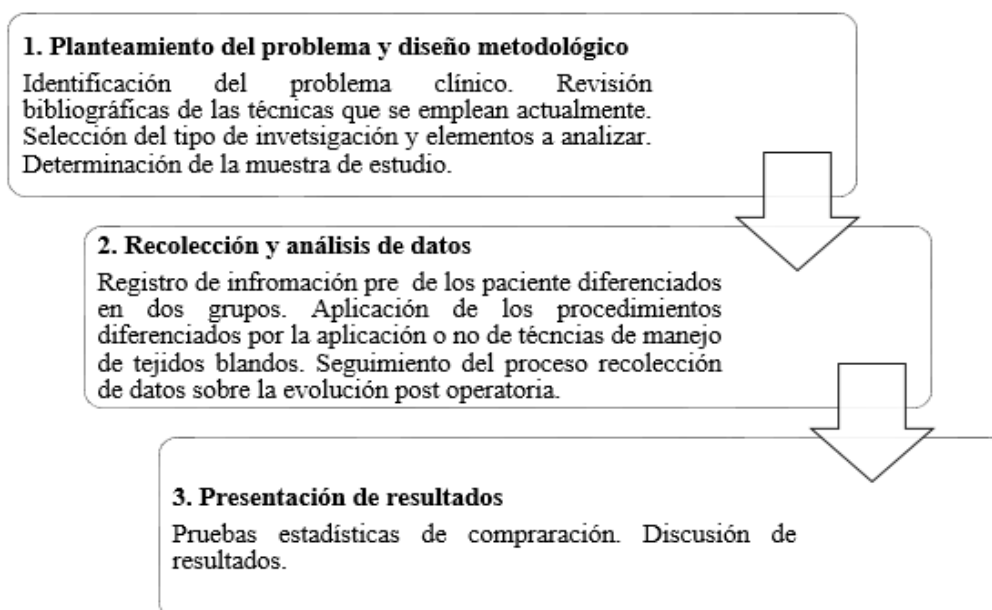 1. Planteamiento del problema y diseño metodológico
Identificación del problema clínico. Revisión
bibliográficas de las técnicas que se emplean actualmente.
Selección del tipo de invetsigación y elementos a analizar.
Determinación de la muestra de estudio.
2. Recolección y análisis de datos
Registro de infromación pre de los paciente diferenciados
en dos grupos. Aplicación de los procedimientos
diferenciados por la aplicación o no de técncias de manejo
de tejidos blandos. Seguimiento del proceso recolección
de datos sobre la evolución post operatoria.
3. Presentación de resultados
Pruebas estadísticas de compraración. Discusión de
resultados.